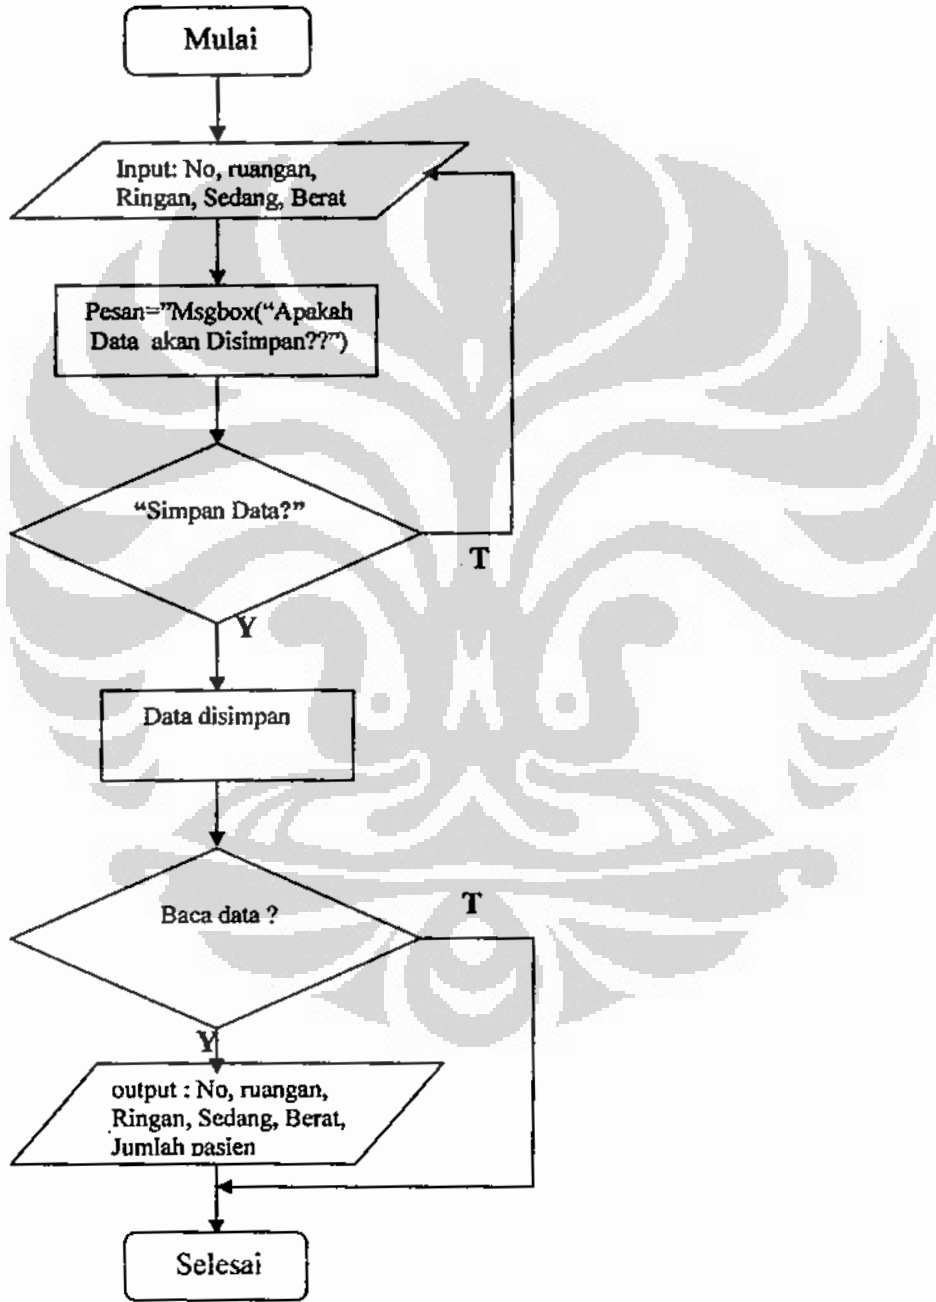 Mulai
Input: No, ruangan,
Ringan, Sedang, Berat
Pesan="Msgbox("Apakah
Data akan Disimpan??")
"Simpan Data?"
T
Y
Data disimpan
T
Baca data ?
Y
output : No, ruangan,
Ringan, Sedang, Berat,
Jumlah pasien
Selesai